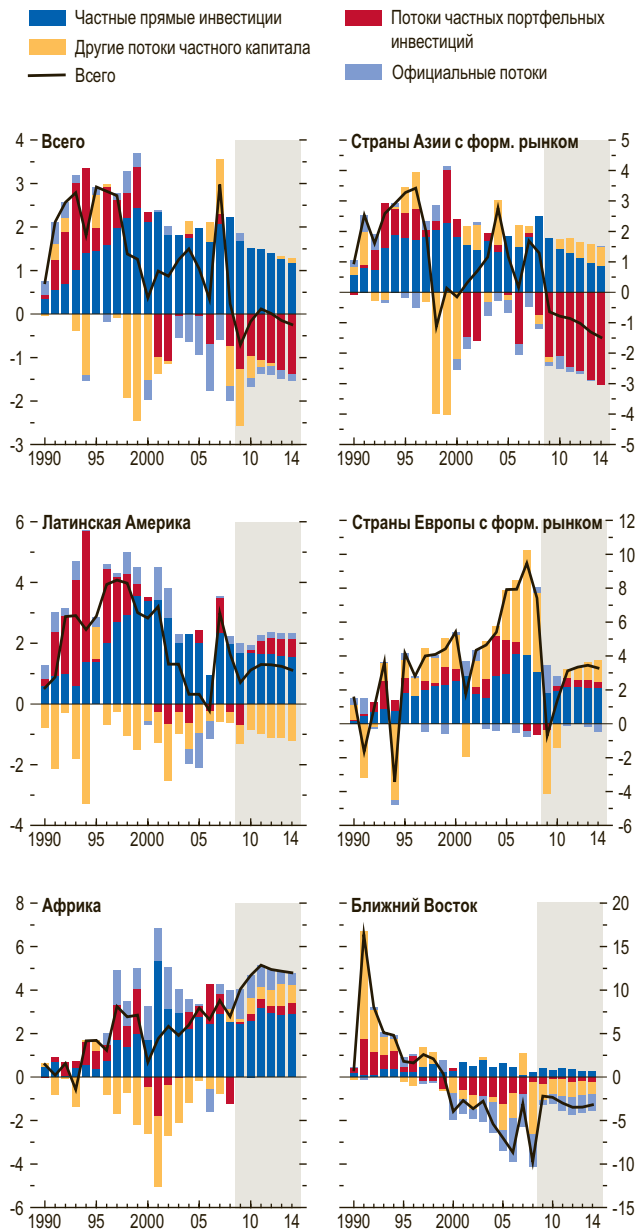 Частные прямые инвестиции
Другие потоки частного капитала
Всего
Потоки частных портфельных
инвестиций
Официальные потоки
Всего
4
3
2
1
0
-1
-2
-3
1990 95 2000 05 10 14
Страны Азии с форм. рынком
5
4
3
2
1
0
-1
-2
-3
-4
-5
1990 95 2000 05 10 14
Латинская Америка
6
4
2
0
-2
-4
1990 95 2000 05 10 14
Страны Европы с форм. рынком
12
10
8
6
4
2
0
-2
-4
-6
1990 95 2000 05 10 14
Африка
8
6
4
2
0
-2
-4
-6
1990 95 2000 05 10 14
Ближний Восток
20
15
10
5
0
-5
-10
-15
1990 95 2000 05 10 14